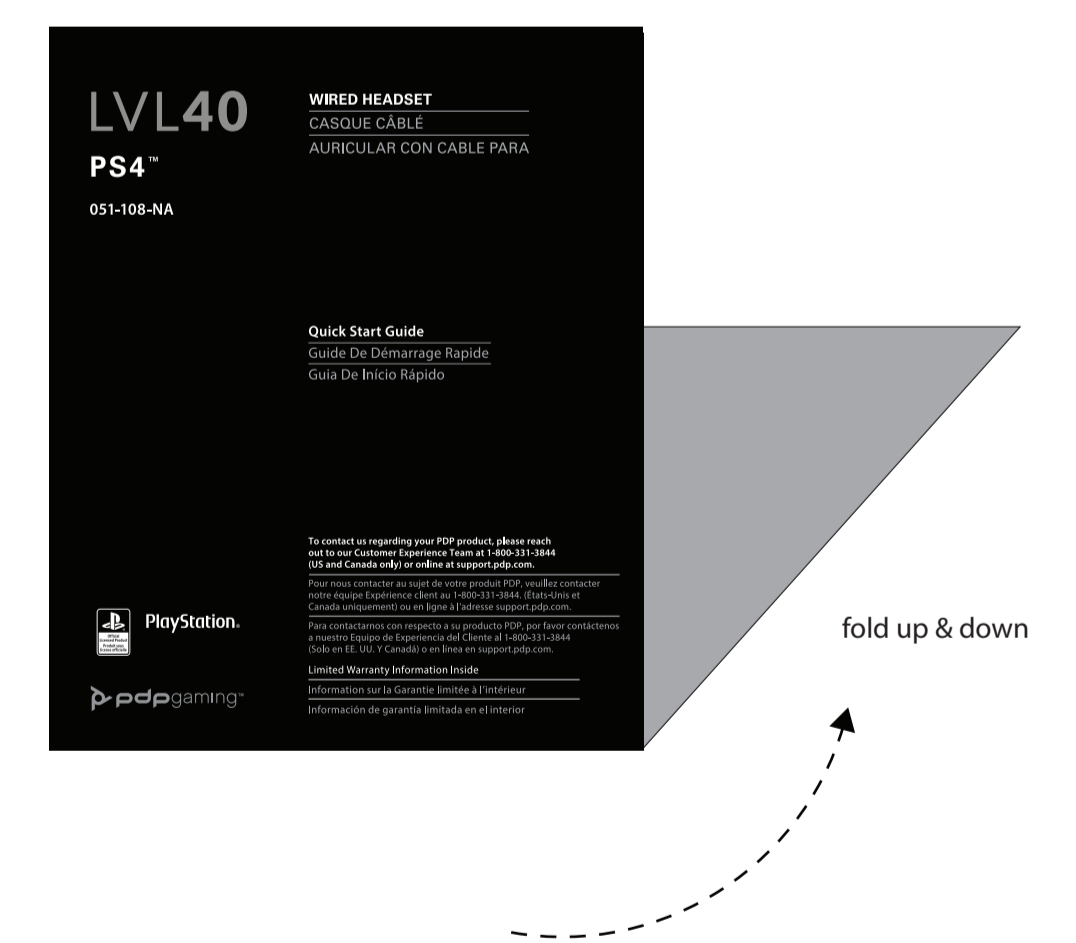 LVL40
PS4™
051-108-NA
WIRED HEADSET
CASQUE CÂBLÉ
AURICULAR CON CABLE PARA
Quick Start Guide
Guide De Démarrage Rapide
Guia De Início Rápido
To contact us regarding your PDP product, please reach
out to our Customer Experience Team at 1-800-331-3844
(US and Canada only) or online at support.pdp.com.
Pour nous contacter au sujet de votre produit PDP, veuillez contacter
notre équipe Expérience client au 1-800-331-3844. (États-Unis et
Canada uniquement) ou en ligne à l'adresse support.pdp.com.
Para contactarnos con respecto a su producto PDP, por favor contáctenos
a nuestro Equipo de Experiencia del Cliente al 1-800-331-3844
(Solo en EE. UU. Y Canadá) o en línea en support.pdp.com.
Limited Warranty Information Inside
Information sur la Garantie limitée à l'intérieur
Información de garantía limitada en el interior
Official
Licensed Product
Produit sous
licence officielle
PlayStation®
pdpgaming™
fold up & down